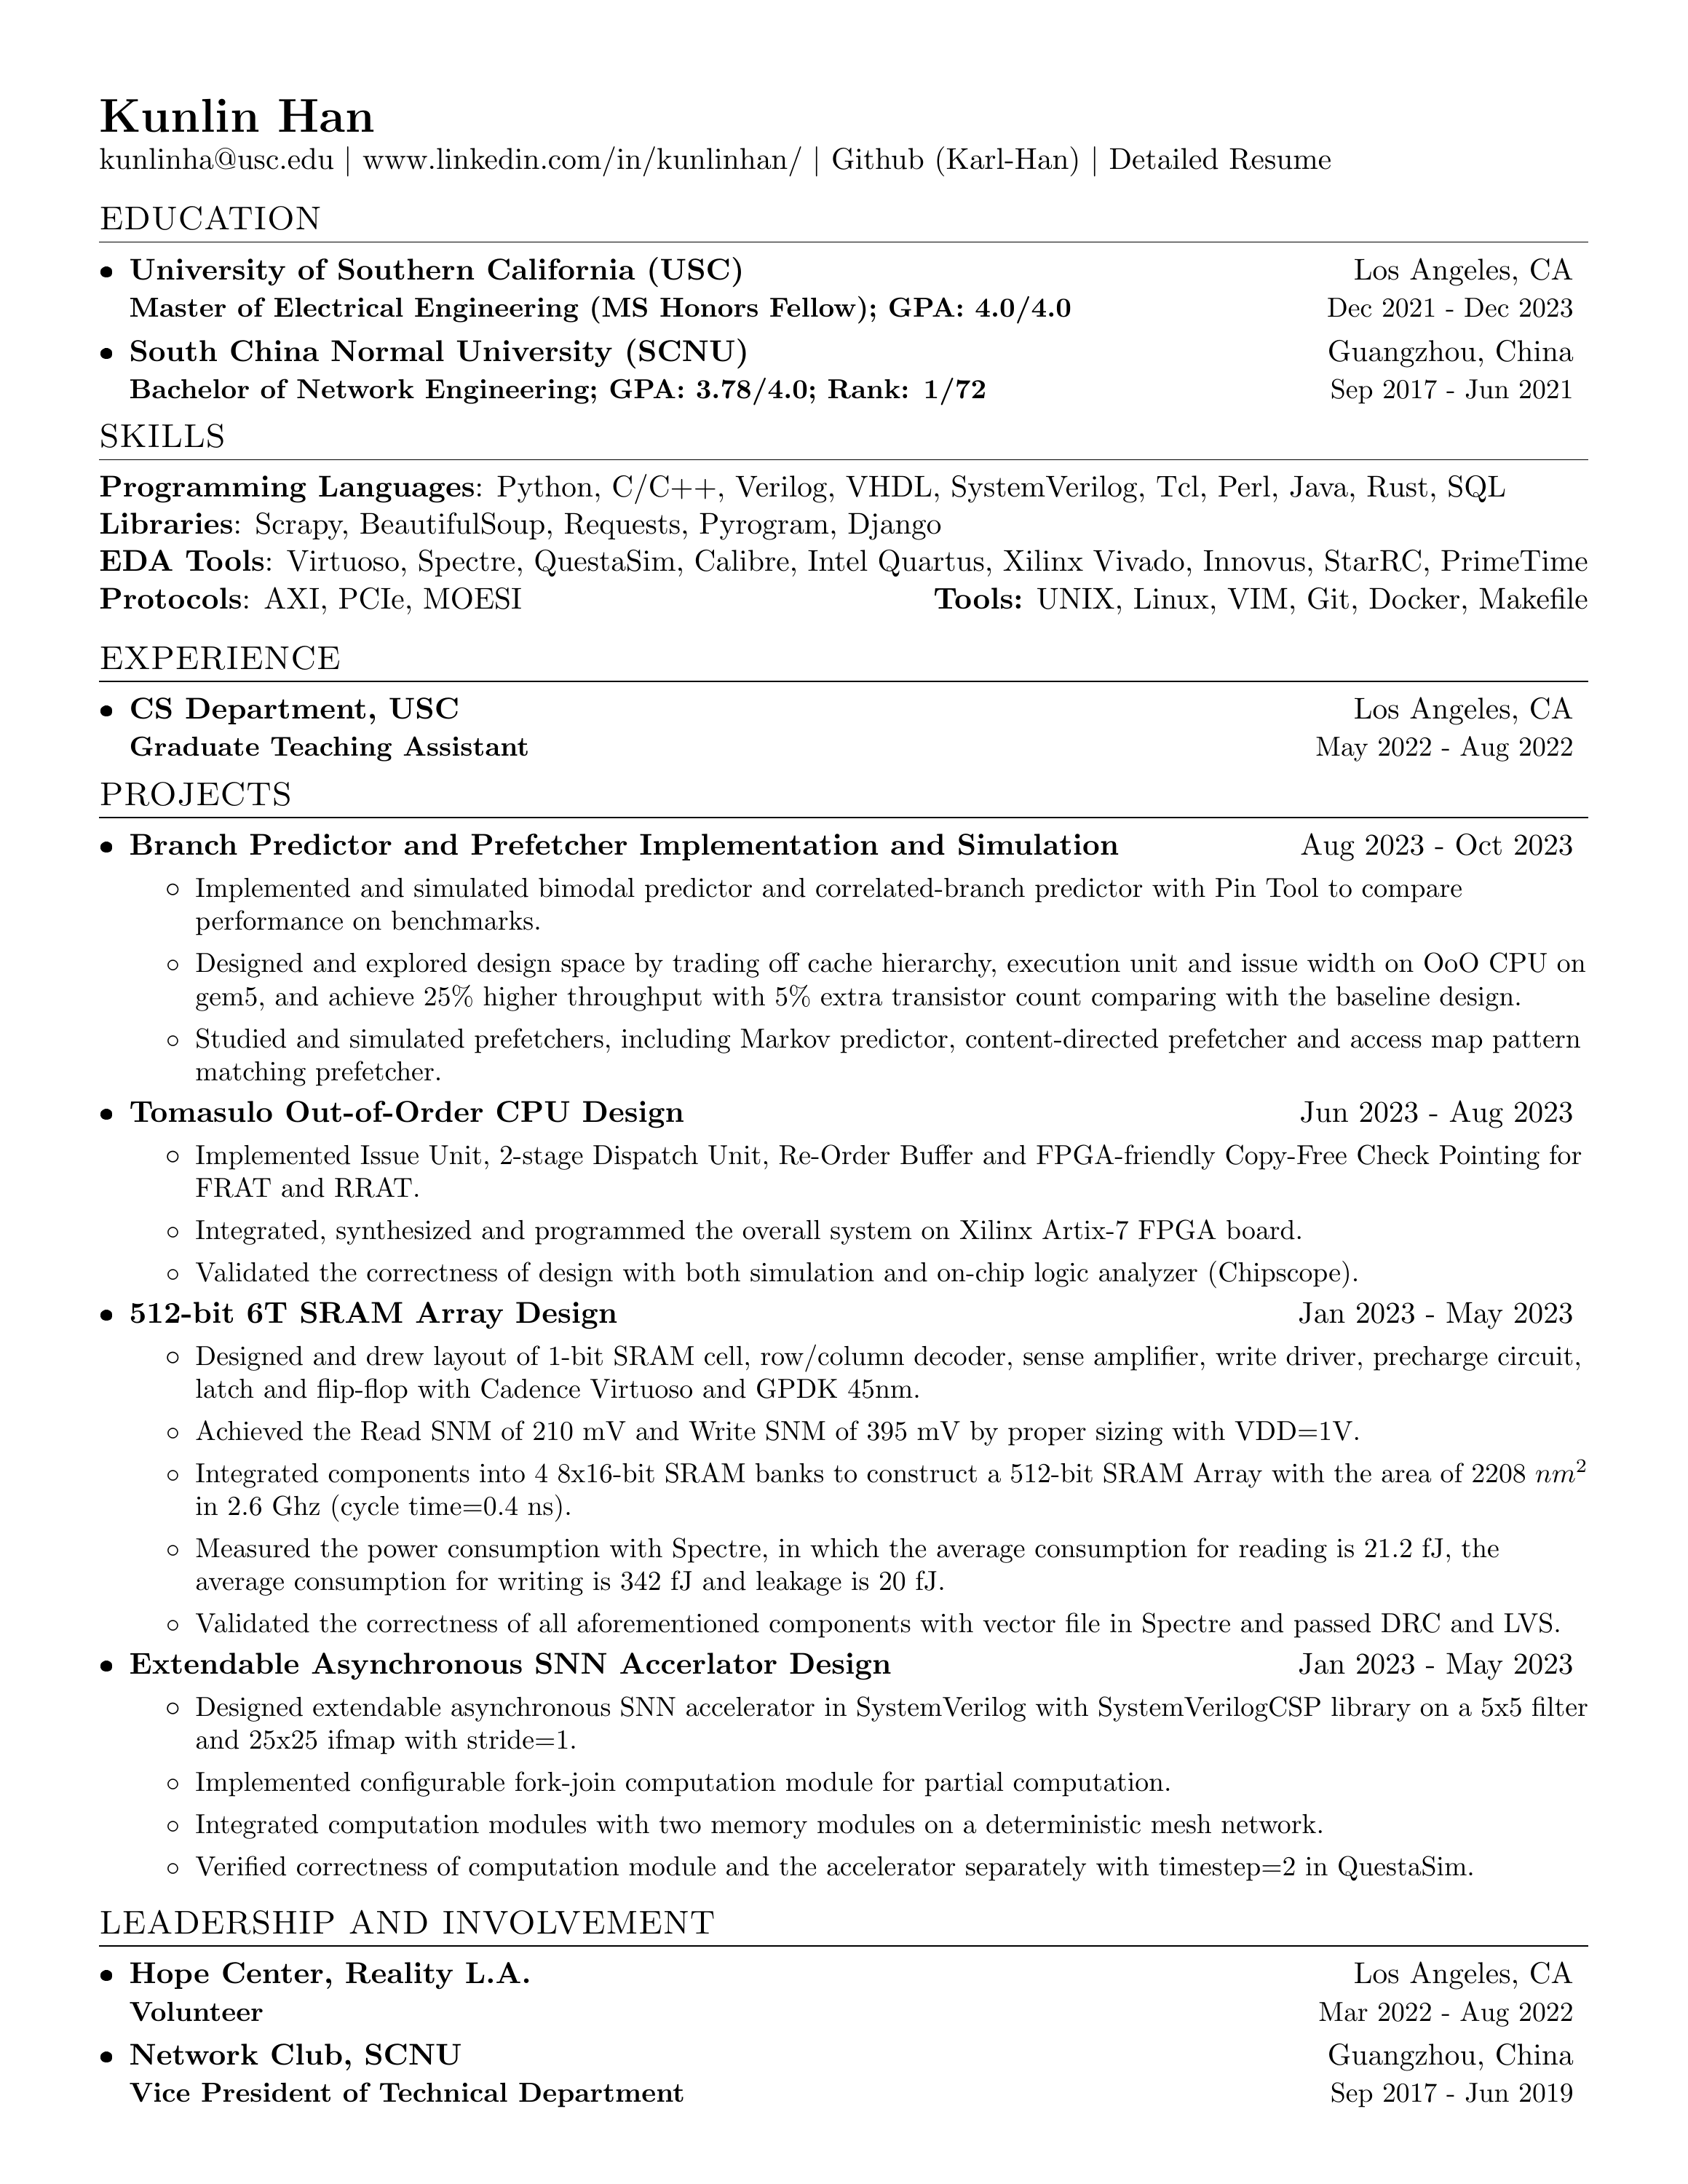 Kunlin Han
kunlinha@usc.edu | www.linkedin.com/in/kunlinhan/ | Github (Karl-Han) | Detailed Resume
EDUCATION
• University of Southern California (USC) Los Angeles, CA
Master of Electrical Engineering (MS Honors Fellow); GPA: 4.0/4.0 Dec 2021 - Dec 2023
• South China Normal University (SCNU) Guangzhou, China
Bachelor of Network Engineering; GPA: 3.78/4.0; Rank: 1/72 Sep 2017 - Jun 2021
SKILLS
Programming Languages: Python, C/C++, Verilog, VHDL, SystemVerilog, Tcl, Perl, Java, Rust, SQL
Libraries: Scrapy, BeautifulSoup, Requests, Pyrogram, Django
EDA Tools: Virtuoso, Spectre, QuestaSim, Calibre, Intel Quartus, Xilinx Vivado, Innovus, StarRC, PrimeTime
Protocols: AXI, PCIe, MOESI Tools: UNIX, Linux, VIM, Git, Docker, Makefile
EXPERIENCE
• CS Department, USC Los Angeles, CA
Graduate Teaching Assistant May 2022 - Aug 2022
PROJECTS
• Branch Predictor and Prefetcher Implementation and Simulation Aug 2023 - Oct 2023
◦ Implemented and simulated bimodal predictor and correlated-branch predictor with Pin Tool to compare
performance on benchmarks.
◦ Designed and explored design space by trading off cache hierarchy, execution unit and issue width on OoO CPU on
gem5, and achieve 25% higher throughput with 5% extra transistor count comparing with the baseline design.
◦ Studied and simulated prefetchers, including Markov predictor, content-directed prefetcher and access map pattern
matching prefetcher.
• Tomasulo Out-of-Order CPU Design Jun 2023 - Aug 2023
◦ Implemented Issue Unit, 2-stage Dispatch Unit, Re-Order Buffer and FPGA-friendly Copy-Free Check Pointing for
FRAT and RRAT.
◦ Integrated, synthesized and programmed the overall system on Xilinx Artix-7 FPGA board.
◦ Validated the correctness of design with both simulation and on-chip logic analyzer (Chipscope).
• 512-bit 6T SRAM Array Design Jan 2023 - May 2023
◦ Designed and drew layout of 1-bit SRAM cell, row/column decoder, sense amplifier, write driver, precharge circuit,
latch and flip-flop with Cadence Virtuoso and GPDK 45nm.
◦ Achieved the Read SNM of 210 mV and Write SNM of 395 mV by proper sizing with VDD=1V.
◦ Integrated components into 4 8x16-bit SRAM banks to construct a 512-bit SRAM Array with the area of 2208 nm²
in 2.6 Ghz (cycle time=0.4 ns).
◦ Measured the power consumption with Spectre, in which the average consumption for reading is 21.2 fJ, the
average consumption for writing is 342 fJ and leakage is 20 fJ.
◦ Validated the correctness of all aforementioned components with vector file in Spectre and passed DRC and LVS.
• Extendable Asynchronous SNN Accerlator Design Jan 2023 - May 2023
◦ Designed extendable asynchronous SNN accelerator in SystemVerilog with SystemVerilogCSP library on a 5x5 filter
and 25x25 ifmap with stride=1.
◦ Implemented configurable fork-join computation module for partial computation.
◦ Integrated computation modules with two memory modules on a deterministic mesh network.
◦ Verified correctness of computation module and the accelerator separately with timestep=2 in QuestaSim.
LEADERSHIP AND INVOLVEMENT
• Hope Center, Reality L.A. Los Angeles, CA
Volunteer Mar 2022 - Aug 2022
• Network Club, SCNU Guangzhou, China
Vice President of Technical Department Sep 2017 - Jun 2019